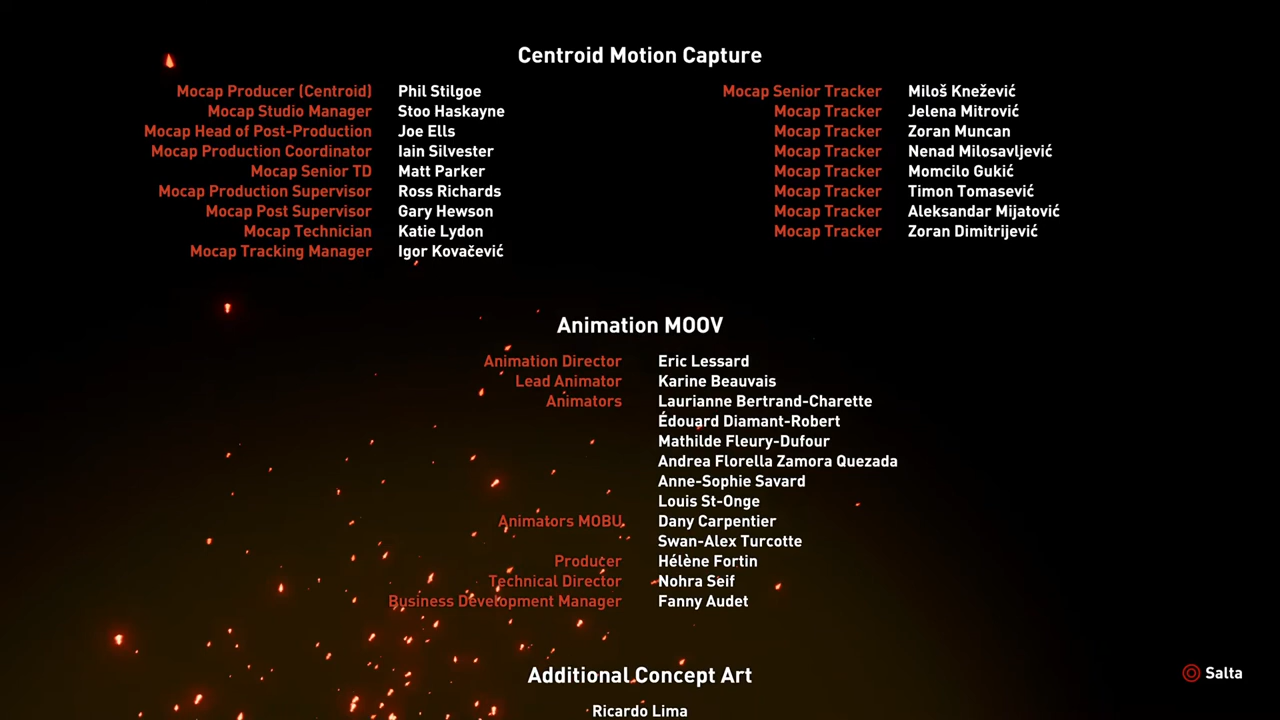 Centroid Motion Capture
Mocap Producer (Centroid) Phil Stilgoe
Mocap Studio Manager Stoo Haskayne
Mocap Head of Post-Production Joe Ells
Mocap Production Coordinator Iain Silvester
Mocap Senior TD Matt Parker
Mocap Production Supervisor Ross Richards
Mocap Post Supervisor Gary Hewson
Mocap Technician Katie Lydon
Mocap Tracking Manager Igor Kovačević
Mocap Senior Tracker Miloš Knežević
Mocap Tracker Jelena Mitrović
Mocap Tracker Zoran Muncan
Mocap Tracker Nenad Milosavljević
Mocap Tracker Momcilo Gukić
Mocap Tracker Timon Tomasević
Mocap Tracker Aleksandar Mijatović
Mocap Tracker Zoran Dimitrijević
Animation MOOV
Animation Director Eric Lessard
Lead Animator Karine Beauvais
Animators Laurianne Bertrand-Charette
Édouard Diamant-Robert
Mathilde Fleury-Dufour
Andrea Florella Zamora Quezada
Anne-Sophie Savard
Louis St-Onge
Animators MOBU Dany Carpentier
Swan-Alex Turcotte
Producer Hélène Fortin
Technical Director Nohra Seif
Business Development Manager Fanny Audet
Additional Concept Art
Ricardo Lima
Salta